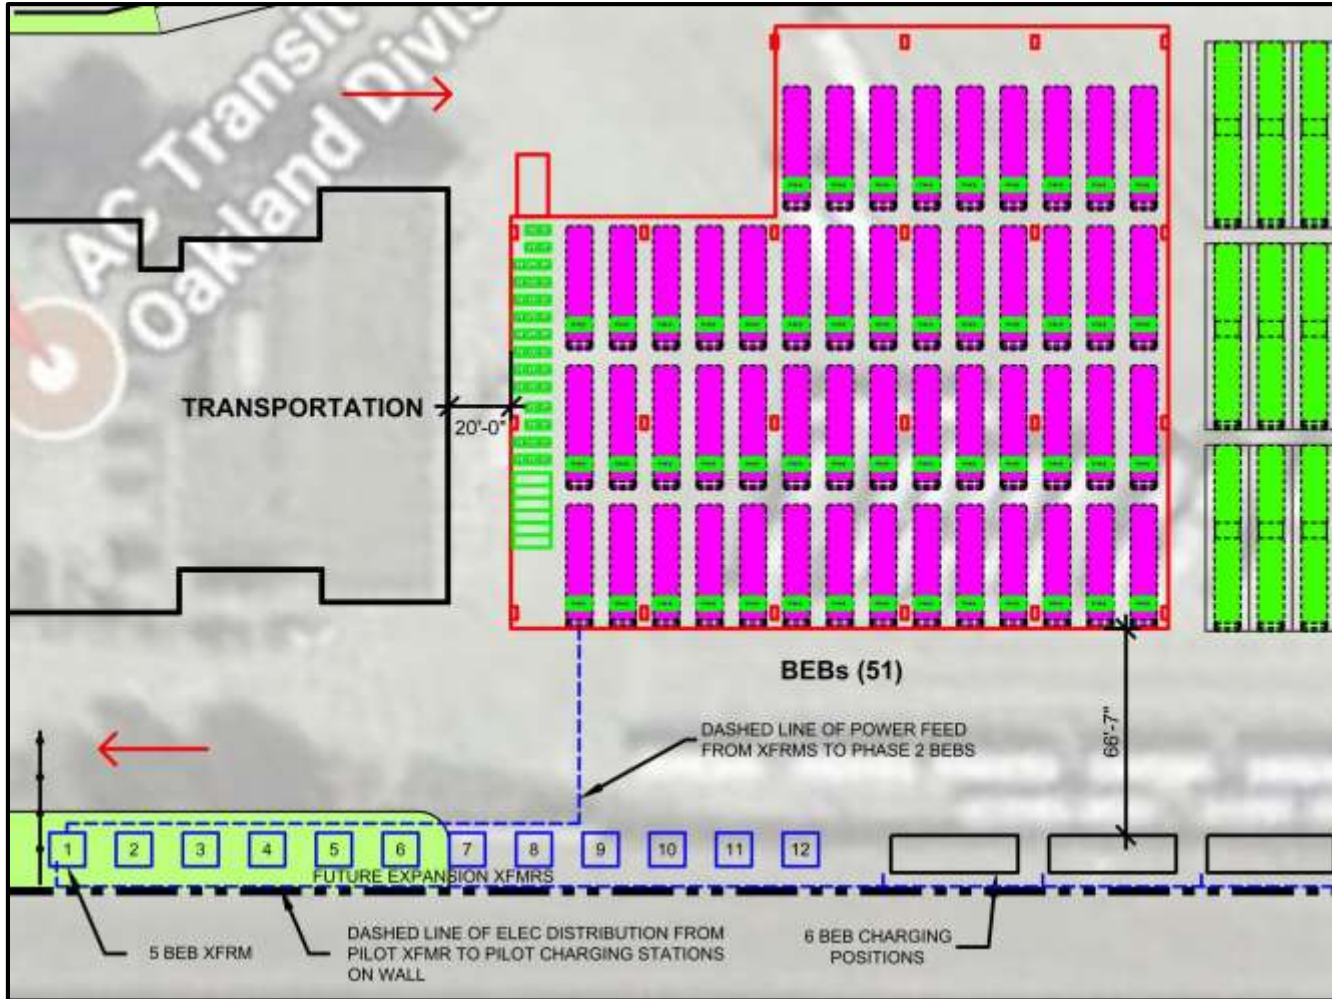 AC Transit
Oakland Divis
TRANSPORTATION
20'-0"
BEBs (51)
DASHED LINE OF POWER FEED
FROM XFRMS TO PHASE 2 BEBS
66'-7"
1 2 3 4 5 6 7 8 9 10 11 12
FUTURE EXPANSION XFMRS
5 BEB XFRM
DASHED LINE OF ELEC DISTRIBUTION FROM
PILOT XFMR TO PILOT CHARGING STATIONS
ON WALL
6 BEB CHARGING
POSITIONS